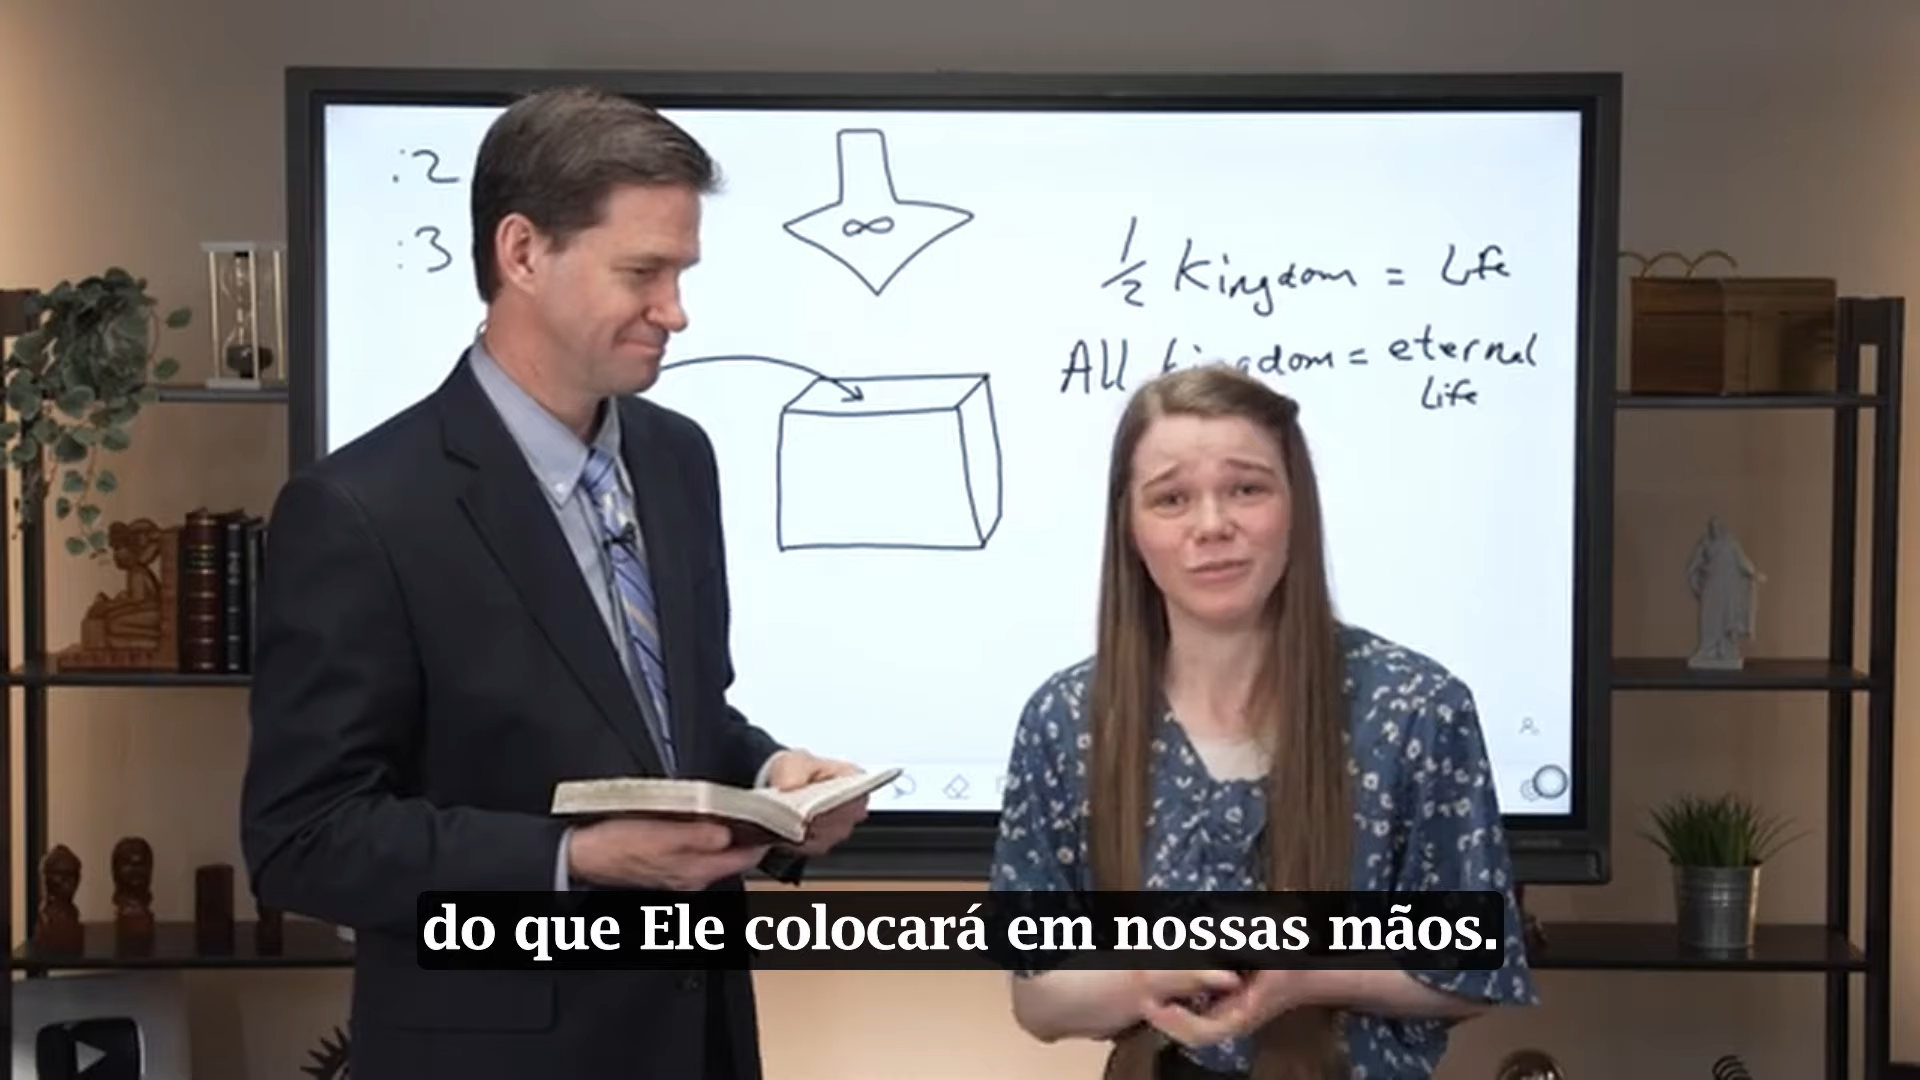 :2
:3
∞
1/2 Kingdom = Life
All kingdom = eternal
Life
do que Ele colocará em nossas mãos.